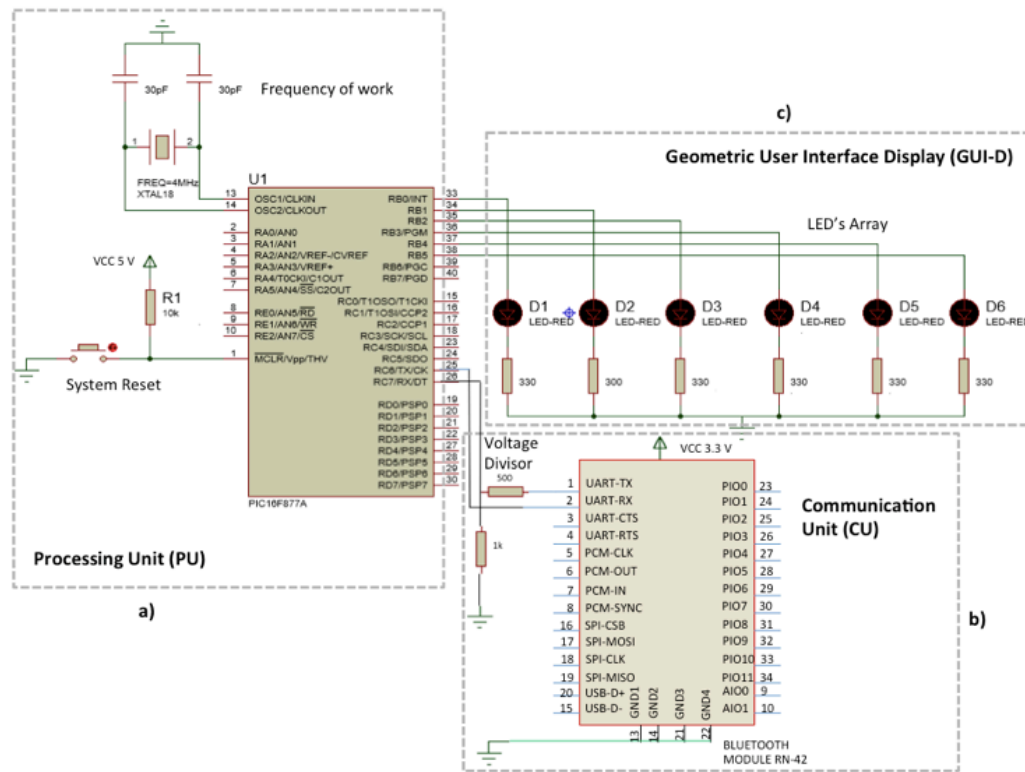 30pF
30pF
Frequency of work
1
2
FREQ=4MHz
XTAL18
U1
13 OSC1/CLKIN
14 OSC2/CLKOUT
2 RA0/AN0
3 RA1/AN1
4 RA2/AN2/VREF-/CVREF
5 RA3/AN3/VREF+
6 RA4/T0CKI/C1OUT
7 RA5/AN4/SS/C2OUT
8 RE0/AN5/RD
9 RE1/AN6/WR
10 RE2/AN7/CS
1 MCLR/Vpp/THV
RB0/INT 33
RB1 34
RB2 35
RB3/PGM 36
RB4 37
RB5 38
RB6/PGC 39
RB7/PGD 40
RC0/T1OSO/T1CKI 15
RC1/T1OSI/CCP2 16
RC2/CCP1 17
RC3/SCK/SCL 18
RC4/SDI/SDA 23
RC5/SDO 24
RC6/TX/CK 25
RC7/RX/DT 26
RD0/PSP0 19
RD1/PSP1 20
RD2/PSP2 21
RD3/PSP3 22
RD4/PSP4 27
RD5/PSP5 28
RD6/PSP6 29
RD7/PSP7 30
PIC16F877A
VCC 5 V
R1
10k
System Reset
Processing Unit (PU)
a)
c)
Geometric User Interface Display (GUI-D)
LED's Array
D1
LED-RED
D2
LED-RED
D3
LED-RED
D4
LED-RED
D5
LED-RED
D6
LED-RED
330
300
330
330
330
330
Voltage
Divisor
500
1k
VCC 3.3 V
1 UART-TX
2 UART-RX
3 UART-CTS
4 UART-RTS
5 PCM-CLK
6 PCM-OUT
7 PCM-IN
8 PCM-SYNC
16 SPI-CSB
17 SPI-MOSI
18 SPI-CLK
19 SPI-MISO
20 USB-D+
15 USB-D-
PIO0 23
PIO1 24
PIO2 25
PIO3 26
PIO4 27
PIO5 28
PIO6 29
PIO7 30
PIO8 31
PIO9 32
PIO10 33
PIO11 34
AIO0 9
AIO1 10
GND1
GND2
GND3
GND4
13
14
21
22
BLUETOOTH
MODULE RN-42
Communication
Unit (CU)
b)